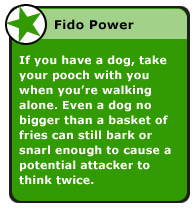 Fido Power
If you have a dog, take
your pooch with you
when you're walking
alone. Even a dog no
bigger than a basket of
fries can still bark or
snarl enough to cause a
potential attacker to
think twice.